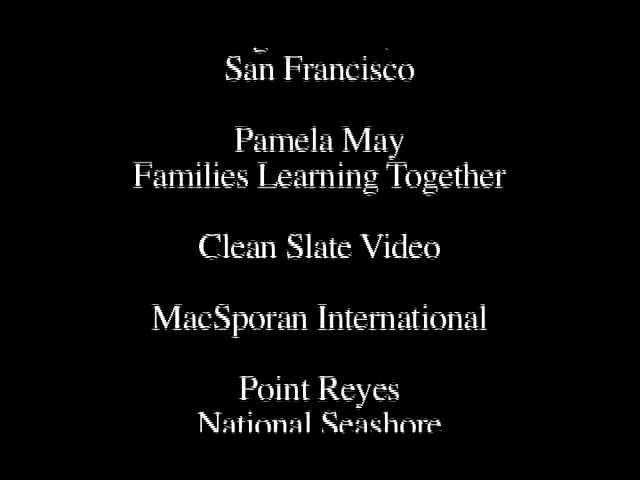 San Francisco
Pamela May
Families Learning Together
Clean Slate Video
MacSporan International
Point Reyes
National Seashore